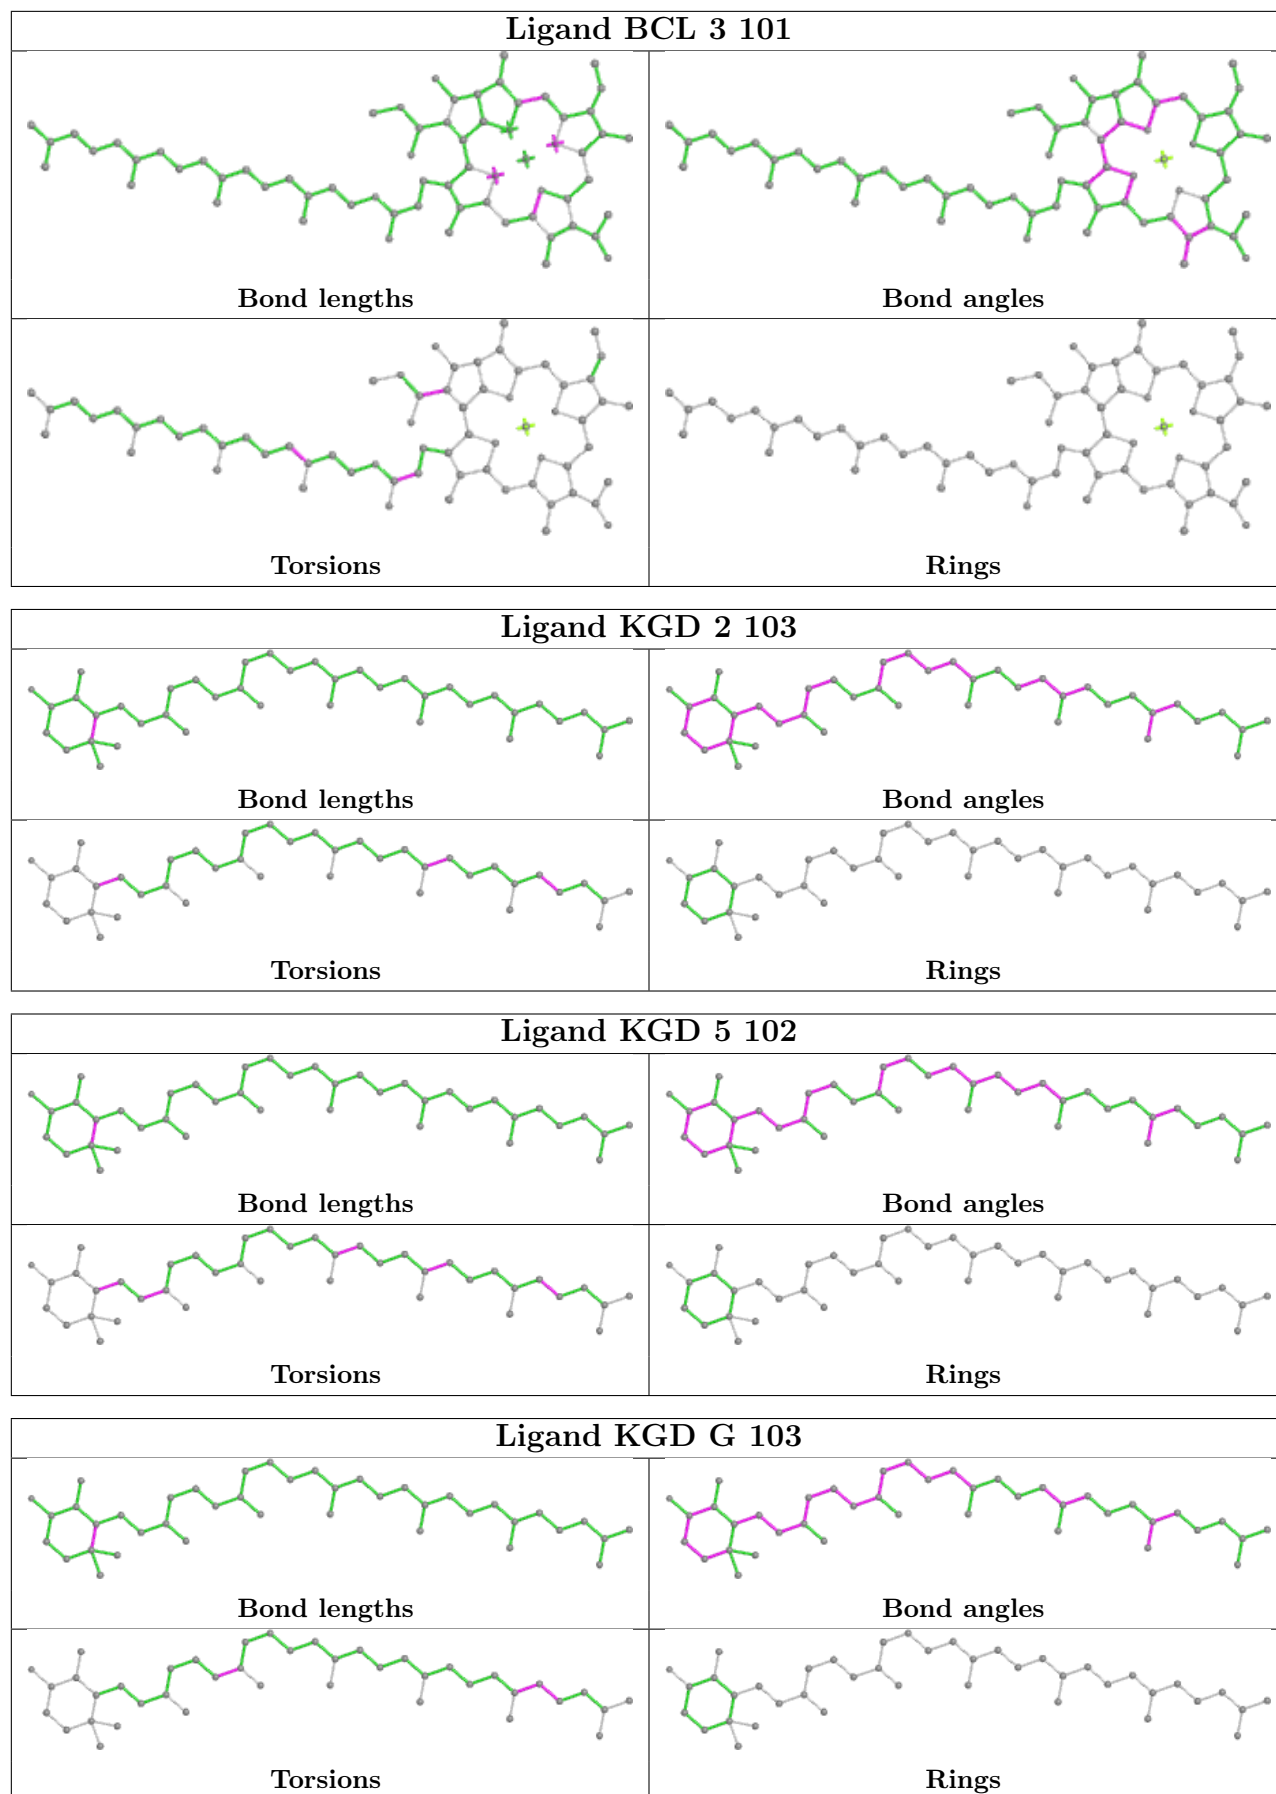 Ligand BCL 3 101
Bond lengths
Bond angles
Torsions
Rings
Ligand KGD 2 103
Bond lengths
Bond angles
Torsions
Rings
Ligand KGD 5 102
Bond lengths
Bond angles
Torsions
Rings
Ligand KGD G 103
Bond lengths
Bond angles
Torsions
Rings